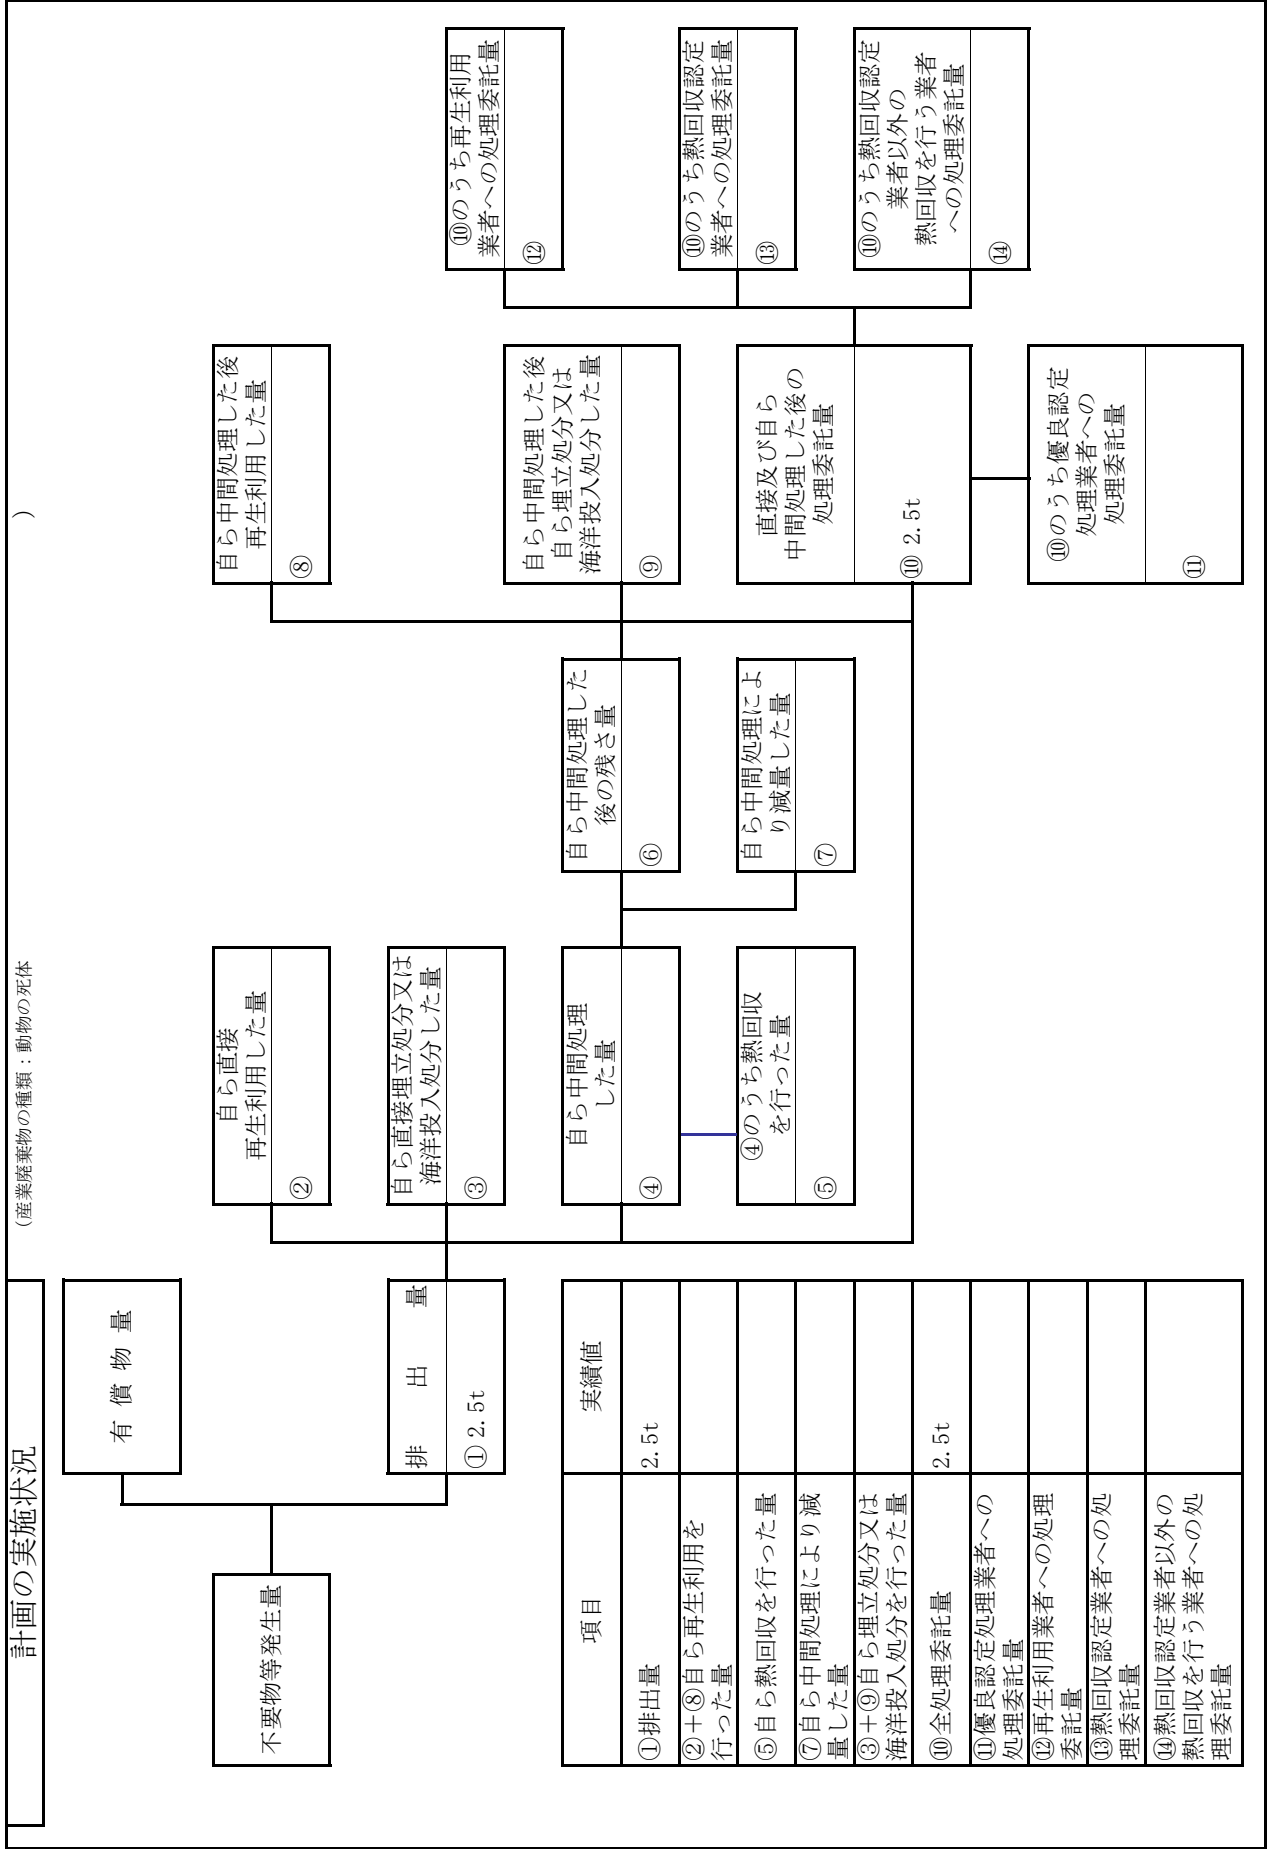 計画の実施状況
（産業廃棄物の種類：動物の死体
）
不要物等発生量
有 償 物 量
排 出 量
① 2.5t
自ら直接
再生利用した量
②
自ら直接埋立処分又は
海洋投入処分した量
③
自ら中間処理
した量
④
④のうち熱回収
を行った量
⑤
自ら中間処理した
後の残さ量
⑥
自ら中間処理によ
り減量した量
⑦
自ら中間処理した後
再生利用した量
⑧
自ら中間処理した後
自ら埋立処分又は
海洋投入処分した量
⑨
直接及び自ら
中間処理した後の
処理委託量
⑩ 2.5t
⑩のうち優良認定
処理業者への
処理委託量
⑪
⑩のうち再生利用
業者への処理委託量
⑫
⑩のうち熱回収認定
業者への処理委託量
⑬
⑩のうち熱回収認定
業者以外の
熱回収を行う業者
への処理委託量
⑭
項目 実績値
①排出量 2.5t
②＋⑧自ら再生利用を
行った量
⑤自ら熱回収を行った量
⑦自ら中間処理により減
量した量
③＋⑨自ら埋立処分又は
海洋投入処分を行った量
⑩全処理委託量 2.5t
⑪優良認定処理業者への
処理委託量
⑫再生利用業者への処理
委託量
⑬熱回収認定業者への処
理委託量
⑭熱回収認定業者以外の
熱回収を行う業者への処
理委託量